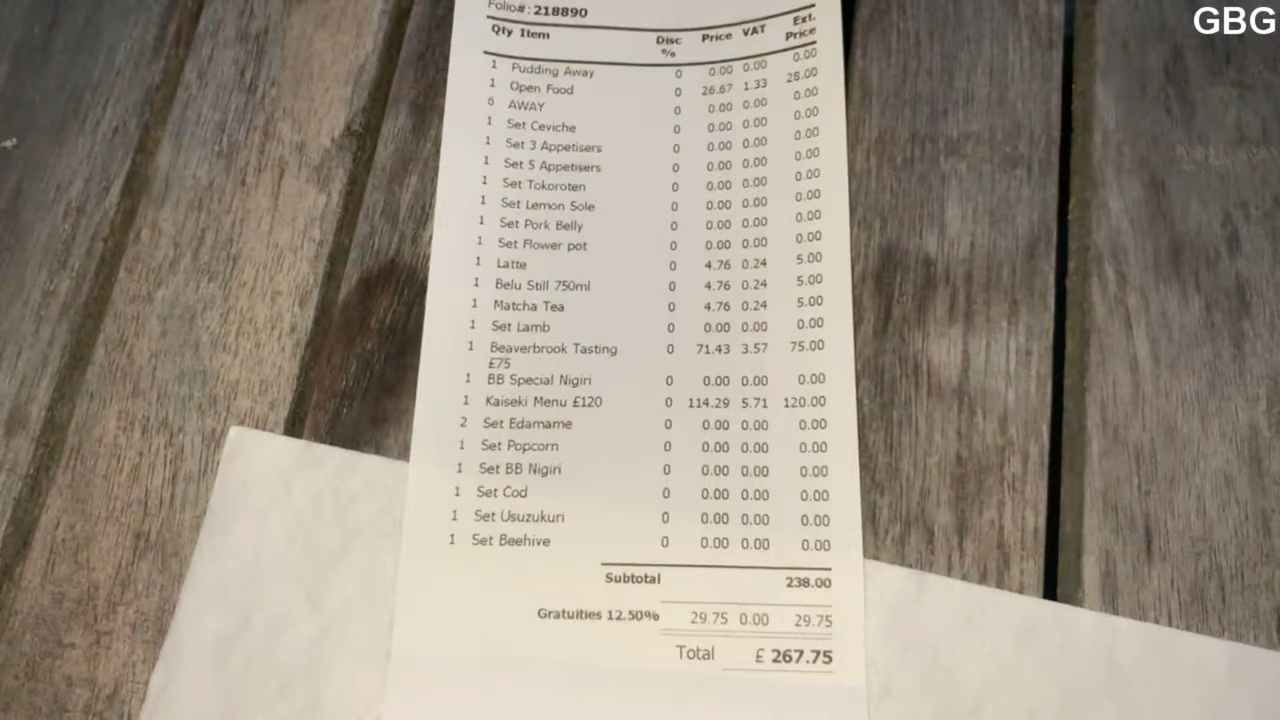 GBG
Folio#: 218890
Qty Item Disc % Price VAT Ext. Price
1 Pudding Away 0 0.00 0.00 0.00
1 Open Food 0 26.67 1.33 28.00
6 AWAY 0 0.00 0.00 0.00
1 Set Ceviche 0 0.00 0.00 0.00
1 Set 3 Appetisers 0 0.00 0.00 0.00
1 Set 5 Appetisers 0 0.00 0.00 0.00
1 Set Tokoroten 0 0.00 0.00 0.00
1 Set Lemon Sole 0 0.00 0.00 0.00
1 Set Pork Belly 0 0.00 0.00 0.00
1 Set Flower pot 0 0.00 0.00 0.00
1 Latte 0 4.76 0.24 5.00
1 Belu Still 750ml 0 4.76 0.24 5.00
1 Matcha Tea 0 4.76 0.24 5.00
1 Set Lamb 0 0.00 0.00 0.00
1 Beaverbrook Tasting 0 71.43 3.57 75.00
£75
1 BB Special Nigiri 0 0.00 0.00 0.00
1 Kaiseki Menu £120 0 114.29 5.71 120.00
2 Set Edamame 0 0.00 0.00 0.00
1 Set Popcorn 0 0.00 0.00 0.00
1 Set BB Nigiri 0 0.00 0.00 0.00
1 Set Cod 0 0.00 0.00 0.00
1 Set Usuzukuri 0 0.00 0.00 0.00
1 Set Beehive 0 0.00 0.00 0.00
Subtotal 238.00
Gratuities 12.50% 29.75 0.00 29.75
Total £ 267.75